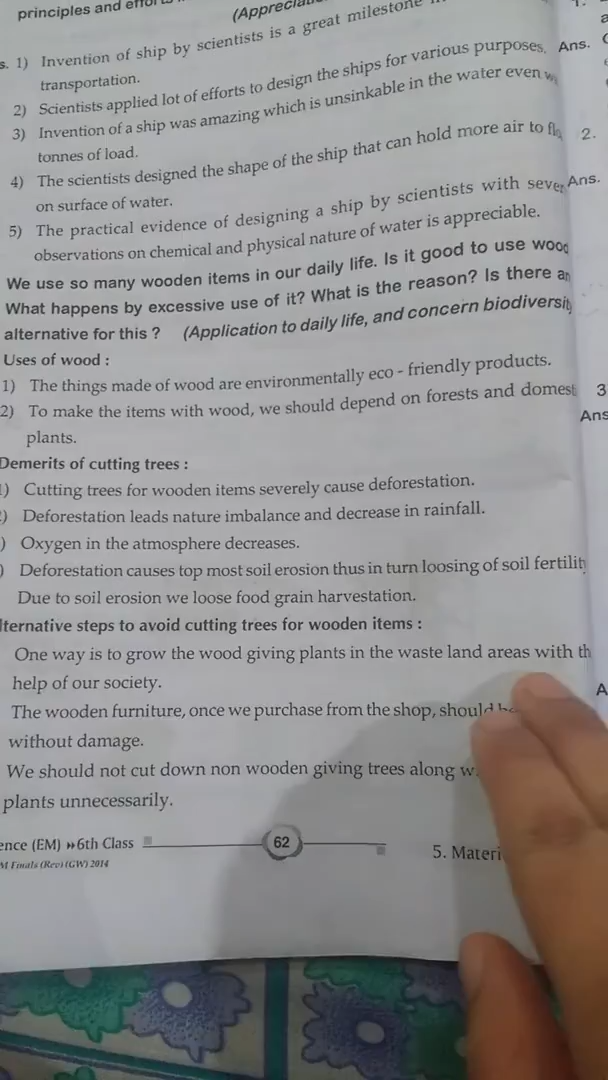 principles and
(Apprecia
s. 1) Invention of ship by scientists is a great milestone
transportation.
2) Scientists applied lot of efforts to design the ships for various purposes.
3) Invention of a ship was amazing which is unsinkable in the water even
tonnes of load.
4) The scientists designed the shape of the ship that can hold more air to
on surface of water.
5) The practical evidence of designing a ship by scientists with
observations on chemical and physical nature of water is appreciable.
We use so many wooden items in our daily life. Is it good to use
What happens by excessive use of it? What is the reason? Is there
alternative for this ? (Application to daily life, and concern biodiversity
Uses of wood :
1) The things made of wood are environmentally eco - friendly products.
2) To make the items with wood, we should depend on forests and domest
plants.
Demerits of cutting trees :
) Cutting trees for wooden items severely cause deforestation.
) Deforestation leads nature imbalance and decrease in rainfall.
) Oxygen in the atmosphere decreases.
) Deforestation causes top most soil erosion thus in turn loosing of soil fertility
Due to soil erosion we loose food grain harvestation.
lternative steps to avoid cutting trees for wooden items :
One way is to grow the wood giving plants in the waste land areas with th
help of our society.
The wooden furniture, once we purchase from the shop, should
without damage.
We should not cut down non wooden giving trees along
plants unnecessarily.
ence (EM) »6th Class
62
5. Materi
M Finals (Rev) (GW) 2014
1.
Ans.
2.
Ans.
3
Ans
A